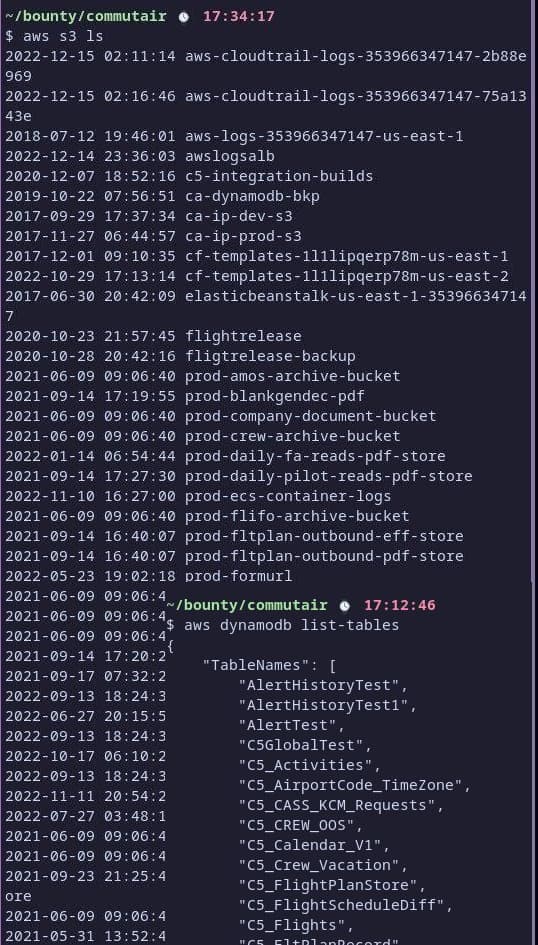 ~/bounty/commutair 17:34:17
$ aws s3 ls
2022-12-15 02:11:14 aws-cloudtrail-logs-353966347147-2b88e
969
2022-12-15 02:16:46 aws-cloudtrail-logs-353966347147-75a13
43e
2018-07-12 19:46:01 aws-logs-353966347147-us-east-1
2022-12-14 23:36:03 awslogsalb
2020-12-07 18:52:16 c5-integration-builds
2019-10-22 07:56:51 ca-dynamodb-bkp
2017-09-29 17:37:34 ca-ip-dev-s3
2017-11-27 06:44:57 ca-ip-prod-s3
2017-12-01 09:10:35 cf-templates-1l1lipqerp78m-us-east-1
2022-10-29 17:13:14 cf-templates-1l1lipqerp78m-us-east-2
2017-06-30 20:42:09 elasticbeanstalk-us-east-1-35396634714
7
2020-10-23 21:57:45 flightrelease
2020-10-28 20:42:16 fligtrelease-backup
2021-06-09 09:06:40 prod-amos-archive-bucket
2021-09-14 17:19:55 prod-blankgendec-pdf
2021-06-09 09:06:40 prod-company-document-bucket
2021-06-09 09:06:40 prod-crew-archive-bucket
2022-01-14 06:54:44 prod-daily-fa-reads-pdf-store
2021-09-14 17:27:30 prod-daily-pilot-reads-pdf-store
2022-11-10 16:27:00 prod-ecs-container-logs
2021-06-09 09:06:40 prod-flifo-archive-bucket
2021-09-14 16:40:07 prod-fltplan-outbound-eff-store
2021-09-14 16:40:07 prod-fltplan-outbound-pdf-store
2022-05-23 19:02:18 prod-formurl
2021-06-09 09:06:4
2021-06-09 09:06:4
2021-06-09 09:06:4
2021-09-14 17:20:2
2021-09-17 07:32:2
2022-09-13 18:24:3
2022-06-27 20:15:5
2022-09-13 18:24:3
2022-10-17 06:10:2
2022-09-13 18:24:3
2022-11-11 20:54:2
2022-07-27 03:48:1
2021-06-09 09:06:4
2021-06-09 09:06:4
2021-09-23 21:25:4
ore
2021-06-09 09:06:4
2021-05-31 13:52:4
~/bounty/commutair 17:12:46
$ aws dynamodb list-tables
{
"TableNames": [
"AlertHistoryTest",
"AlertHistoryTest1",
"AlertTest",
"C5GlobalTest",
"C5_Activities",
"C5_AirportCode_TimeZone",
"C5_CASS_KCM_Requests",
"C5_CREW_OOS",
"C5_Calendar_V1",
"C5_Crew_Vacation",
"C5_FlightPlanStore",
"C5_FlightScheduleDiff",
"C5_Flights",
"C5_FltPlanRecord",